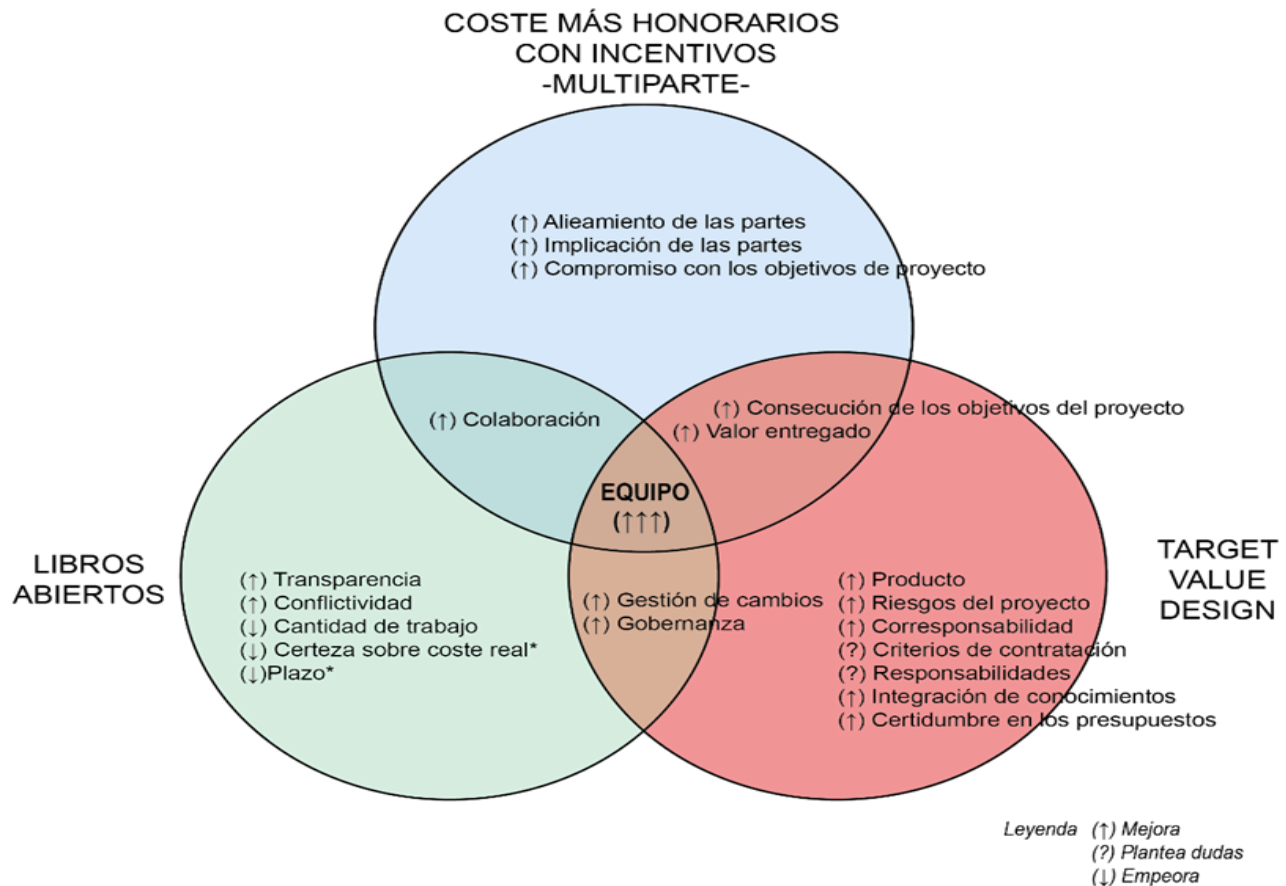 COSTE MÁS HONORARIOS
CON INCENTIVOS
-MULTIPARTE-
(↑) Alieamiento de las partes
(↑) Implicación de las partes
(↑) Compromiso con los objetivos de proyecto
(↑) Colaboración
(↑) Consecución de los objetivos del proyecto
(↑) Valor entregado
EQUIPO
(↑↑↑)
LIBROS
ABIERTOS
(↑) Transparencia
(↑) Conflictividad
(↓) Cantidad de trabajo
(↓) Certeza sobre coste real*
(↓)Plazo*
(↑) Gestión de cambios
(↑) Gobernanza
(↑) Producto
(↑) Riesgos del proyecto
(↑) Corresponsabilidad
(?) Criterios de contratación
(?) Responsabilidades
(↑) Integración de conocimientos
(↑) Certidumbre en los presupuestos
TARGET
VALUE
DESIGN
Leyenda (↑) Mejora
(?) Plantea dudas
(↓) Empeora